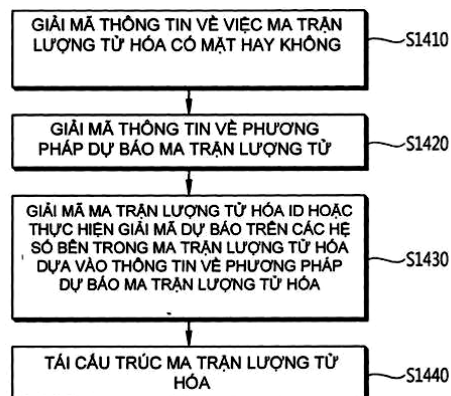 GIẢI MÃ THÔNG TIN VỀ VIỆC MA TRẬN
LƯỢNG TỬ HÓA CÓ MẶT HAY KHÔNG
S1410
GIẢI MÃ THÔNG TIN VỀ PHƯƠNG
PHÁP DỰ BÁO MA TRẬN LƯỢNG TỬ
S1420
GIẢI MÃ MA TRẬN LƯỢNG TỬ HÓA ID HOẶC
THỰC HIỆN GIẢI MÃ DỰ BÁO TRÊN CÁC HỆ
SỐ BÊN TRONG MA TRẬN LƯỢNG TỬ HÓA
DỰA VÀO THÔNG TIN VỀ PHƯƠNG PHÁP
DỰ BÁO MA TRẬN LƯỢNG TỬ HÓA
S1430
TÁI CẤU TRÚC MA TRẬN LƯỢNG TỬ
HÓA
S1440